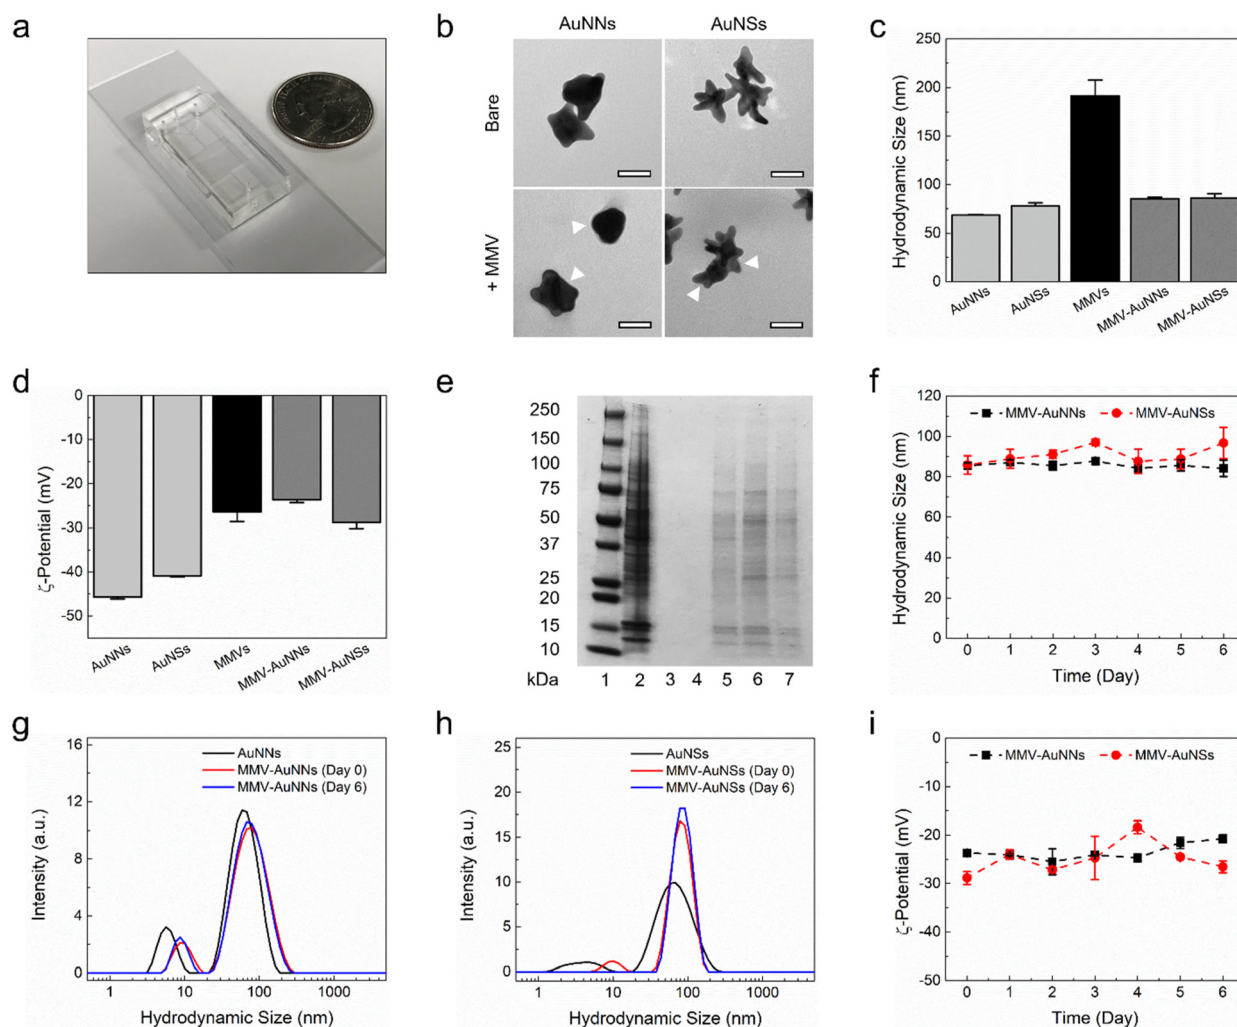 a
b
AuNNs AuNSs
Bare
+ MMV
c
Hydrodynamic Size (nm)
250
200
150
100
50
0
AuNNs AuNSs MMVs MMV-AuNNs MMV-AuNSs
d
ζ-Potential (mV)
0
-10
-20
-30
-40
-50
AuNNs AuNSs MMVs MMV-AuNNs MMV-AuNSs
e
250
150
100
75
50
37
25
20
15
10
kDa 1 2 3 4 5 6 7
f
Hydrodynamic Size (nm)
120
100
80
60
40
20
0
MMV-AuNNs MMV-AuNSs
0 1 2 3 4 5 6
Time (Day)
g
Intensity (a.u.)
16
12
8
4
0
AuNNs
MMV-AuNNs (Day 0)
MMV-AuNNs (Day 6)
1 10 100 1000
Hydrodynamic Size (nm)
h
Intensity (a.u.)
25
20
15
10
5
0
AuNSs
MMV-AuNSs (Day 0)
MMV-AuNSs (Day 6)
1 10 100 1000
Hydrodynamic Size (nm)
i
ζ-Potential (mV)
0
-10
-20
-30
-40
-50
MMV-AuNNs MMV-AuNSs
0 1 2 3 4 5 6
Time (Day)